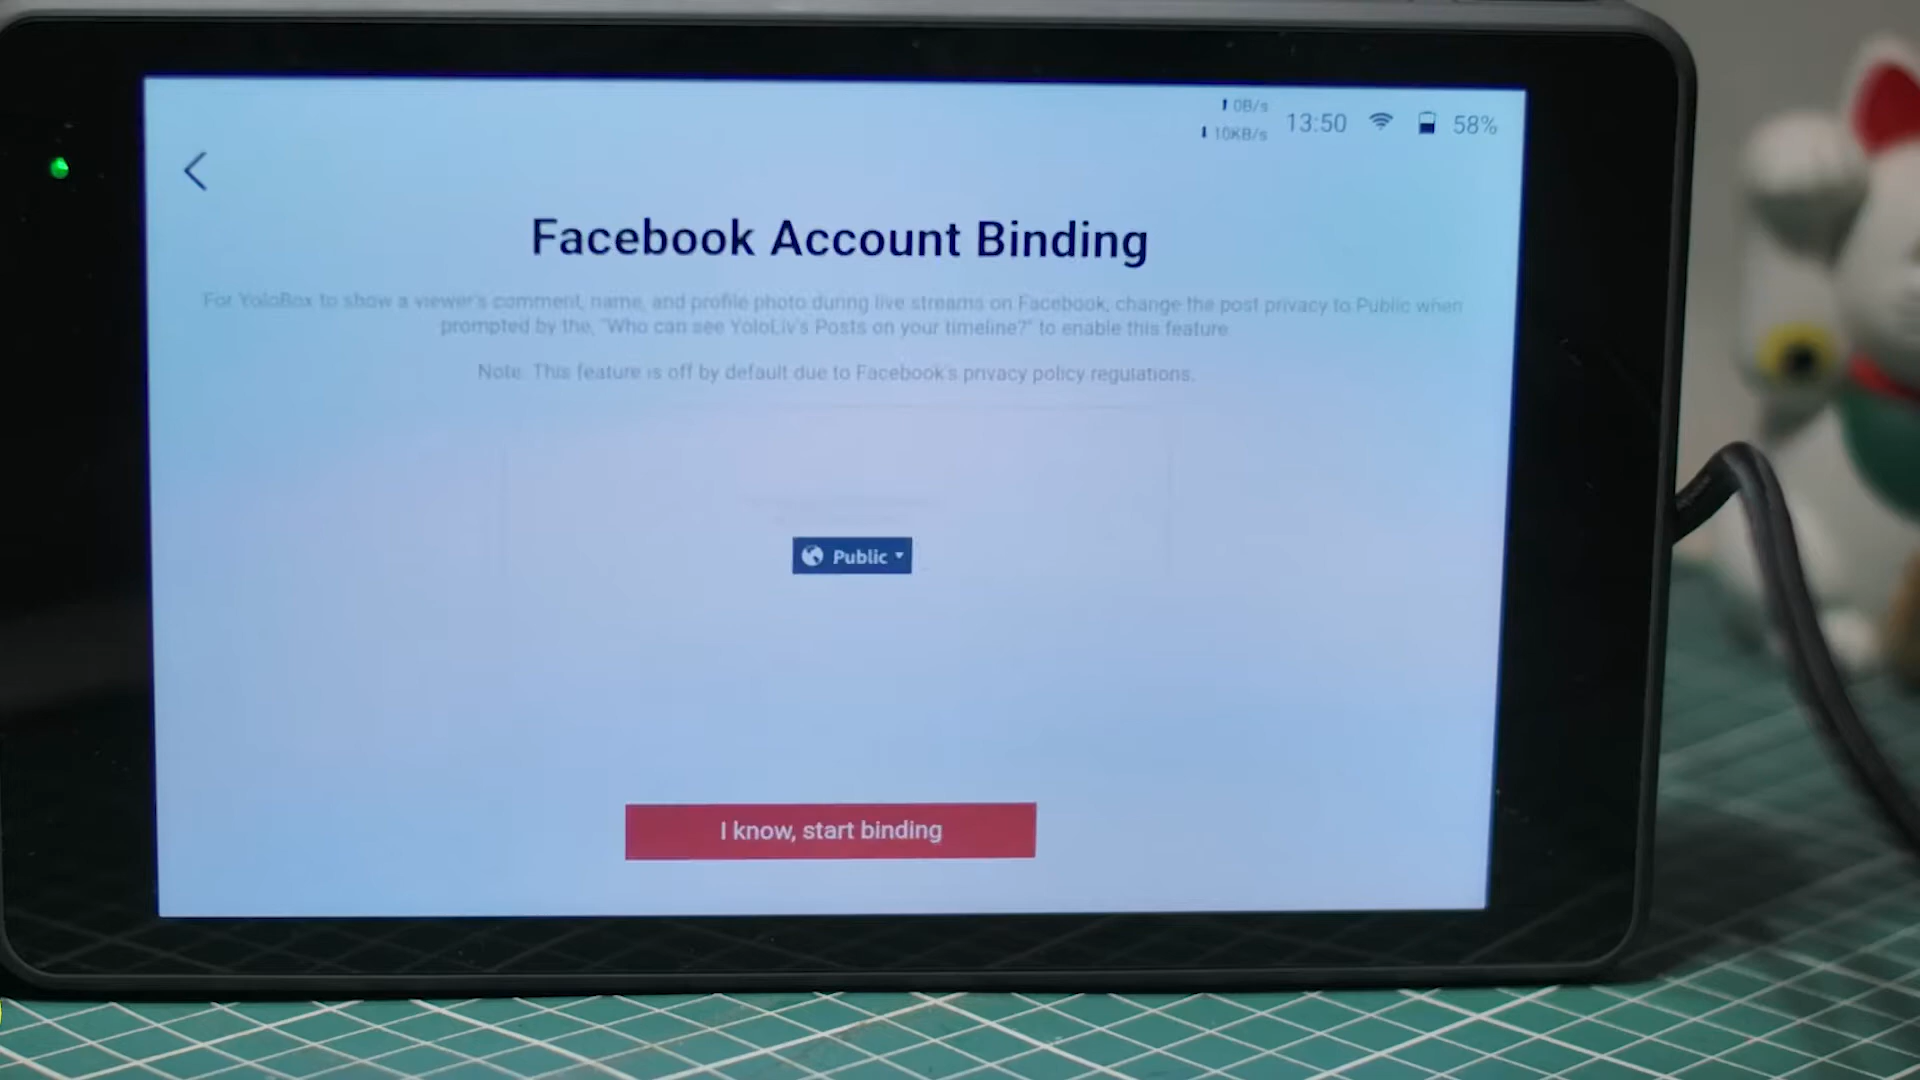 ⬆ 0B/s
⬇ 10KB/s
13:50
58%
Facebook Account Binding
For YoloBox to show a viewer's comment, name, and profile photo during live streams on Facebook, change the post privacy to Public when
prompted by the, "Who can see YoloLiv's Posts on your timeline?" to enable this feature
Note: This feature is off by default due to Facebook's privacy policy regulations.
Public
I know, start binding